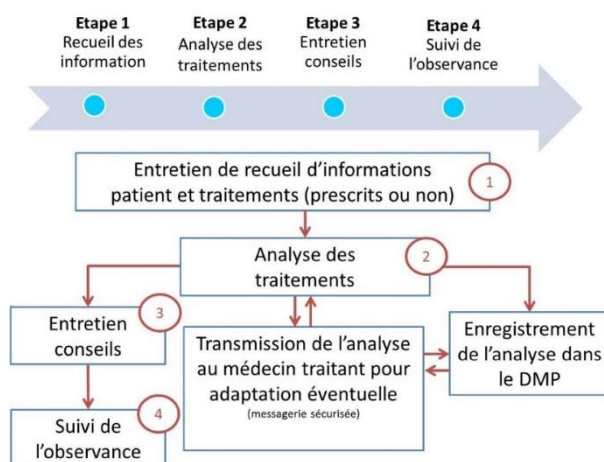 Etape 1
Recueil des
information
Etape 2
Analyse des
traitements
Etape 3
Entretien
conseils
Etape 4
Suivi de
l'observance
Entretien de recueil d'informations
patient et traitements (prescrits ou non)
1
Analyse des
traitements
2
Entretien
conseils
3
Transmission de l'analyse
au médecin traitant pour
adaptation éventuelle
(messagerie sécurisée)
Enregistrement
de l'analyse dans
le DMP
Suivi de
l'observance
4